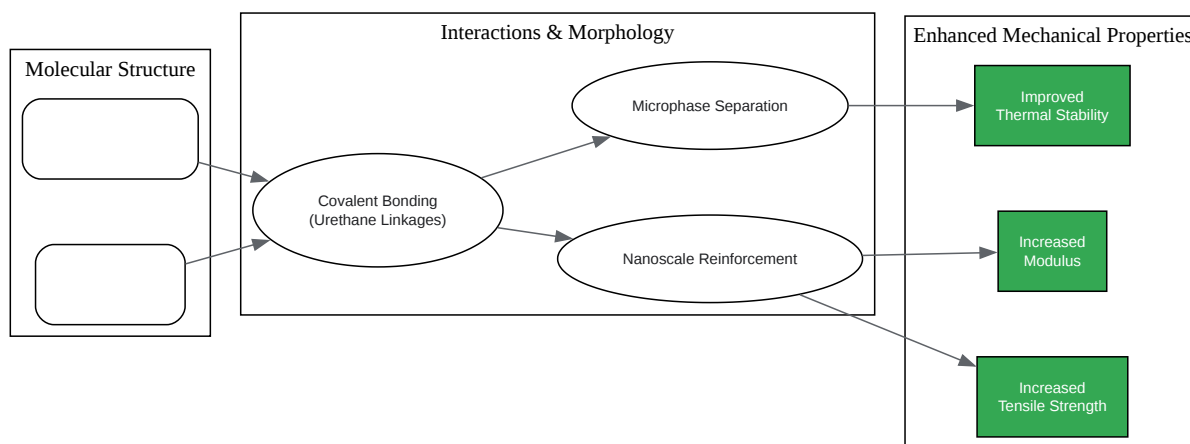 Molecular Structure
Interactions & Morphology
Covalent Bonding
(Urethane Linkages)
Microphase Separation
Nanoscale Reinforcement
Enhanced Mechanical Properties
Improved
Thermal Stability
Increased
Modulus
Increased
Tensile Strength